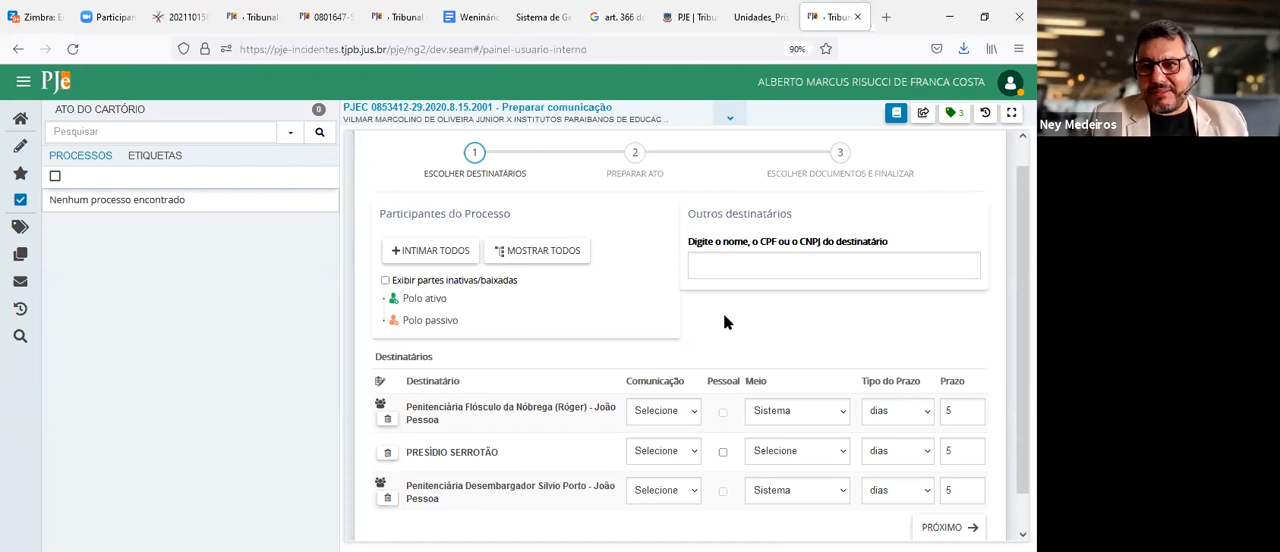 Zimbra: E
Participan
2021101500
Tribunal
0801647-5
Tribunal
Weninário
Sistema de Ge
art. 366 da
PJE | Tribun
Unidades_Pris
Tribun
https://pje-incidentes.tjpb.jus.br/pje/ng2/dev.seam#/painel-usuario-interno
90%
PJe
ALBERTO MARCUS RISUCCI DE FRANCA COSTA
ATO DO CARTÓRIO
0
PJEC 0853412-29.2020.8.15.2001 - Preparar comunicação
VILMAR MARCOLINO DE OLIVEIRA JUNIOR X INSTITUTOS PARAIBANOS DE EDUCAC...
3
Pesquisar
PROCESSOS
ETIQUETAS
Nenhum processo encontrado
1
2
3
ESCOLHER DESTINATÁRIOS
PREPARAR ATO
ESCOLHER DOCUMENTOS E FINALIZAR
Participantes do Processo
Outros destinatários
+ INTIMAR TODOS
MOSTRAR TODOS
Digite o nome, o CPF ou o CNPJ do destinatário
Exibir partes inativas/baixadas
Polo ativo
Polo passivo
Destinatários
Destinatário
Comunicação
Pessoal
Meio
Tipo do Prazo
Prazo
Penitenciária Flósculo da Nóbrega (Róger) - João
Pessoa
Selecione
Sistema
dias
5
PRESÍDIO SERROTÃO
Selecione
Selecione
dias
5
Penitenciária Desembargador Silvio Porto - João
Pessoa
Selecione
Sistema
dias
5
PRÓXIMO
Ney Medeiros